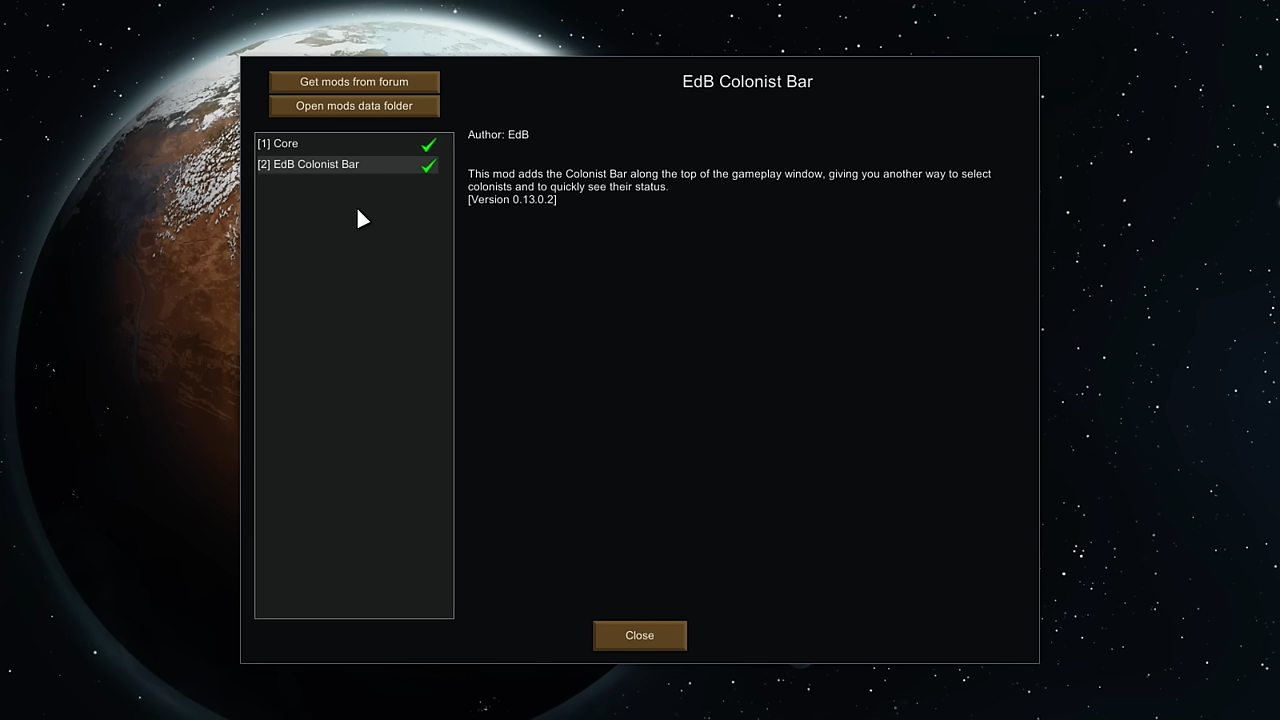 Get mods from forum
Open mods data folder
EdB Colonist Bar
[1] Core
[2] EdB Colonist Bar
Author: EdB
This mod adds the Colonist Bar along the top of the gameplay window, giving you another way to select
colonists and to quickly see their status.
[Version 0.13.0.2]
Close